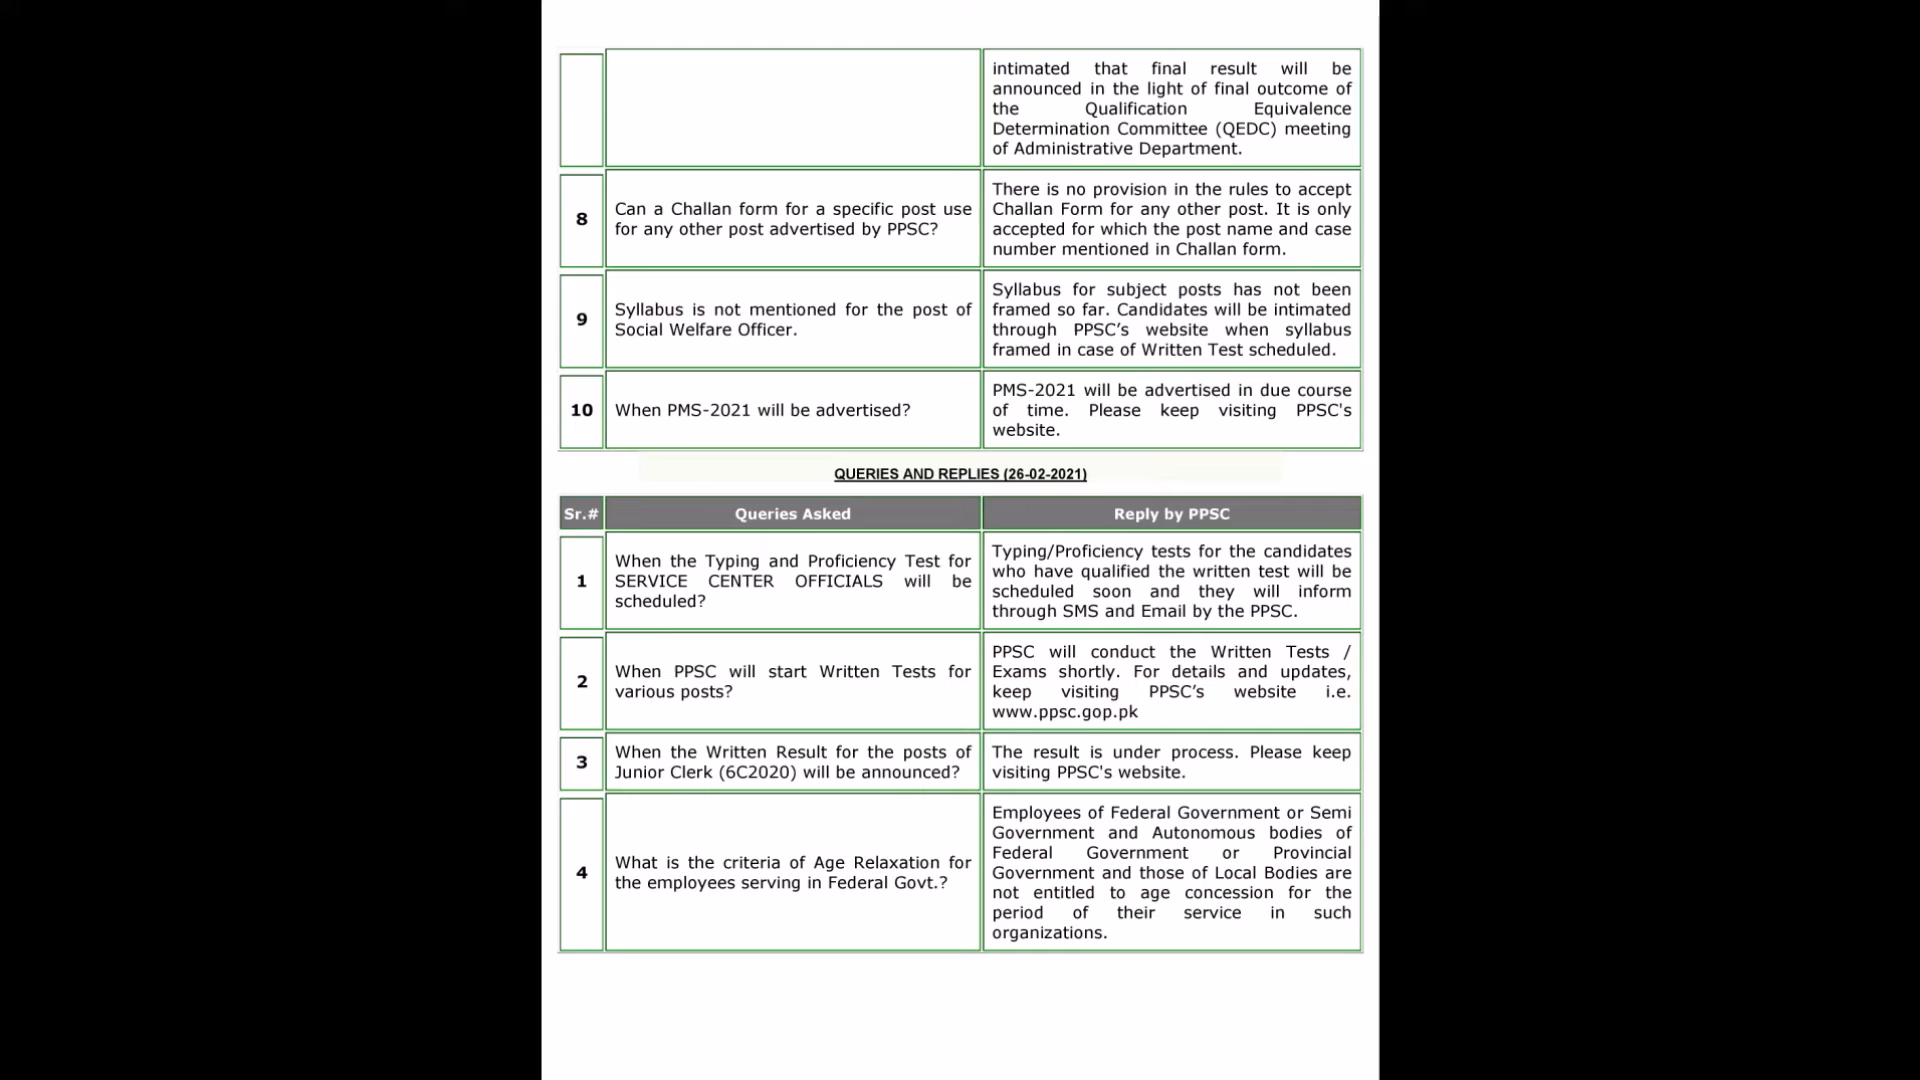 intimated that final result will be
announced in the light of final outcome of
the Qualification Equivalence
Determination Committee (QEDC) meeting
of Administrative Department.
8
Can a Challan form for a specific post use
for any other post advertised by PPSC?
There is no provision in the rules to accept
Challan Form for any other post. It is only
accepted for which the post name and case
number mentioned in Challan form.
9
Syllabus is not mentioned for the post of
Social Welfare Officer.
Syllabus for subject posts has not been
framed so far. Candidates will be intimated
through PPSC’s website when syllabus
framed in case of Written Test scheduled.
10
When PMS-2021 will be advertised?
PMS-2021 will be advertised in due course
of time. Please keep visiting PPSC's
website.
QUERIES AND REPLIES (26-02-2021)
Sr.# Queries Asked Reply by PPSC
1
When the Typing and Proficiency Test for
SERVICE CENTER OFFICIALS will be
scheduled?
Typing/Proficiency tests for the candidates
who have qualified the written test will be
scheduled soon and they will inform
through SMS and Email by the PPSC.
2
When PPSC will start Written Tests for
various posts?
PPSC will conduct the Written Tests /
Exams shortly. For details and updates,
keep visiting PPSC’s website i.e.
www.ppsc.gop.pk
3
When the Written Result for the posts of
Junior Clerk (6C2020) will be announced?
The result is under process. Please keep
visiting PPSC's website.
4
What is the criteria of Age Relaxation for
the employees serving in Federal Govt.?
Employees of Federal Government or Semi
Government and Autonomous bodies of
Federal Government or Provincial
Government and those of Local Bodies are
not entitled to age concession for the
period of their service in such
organizations.